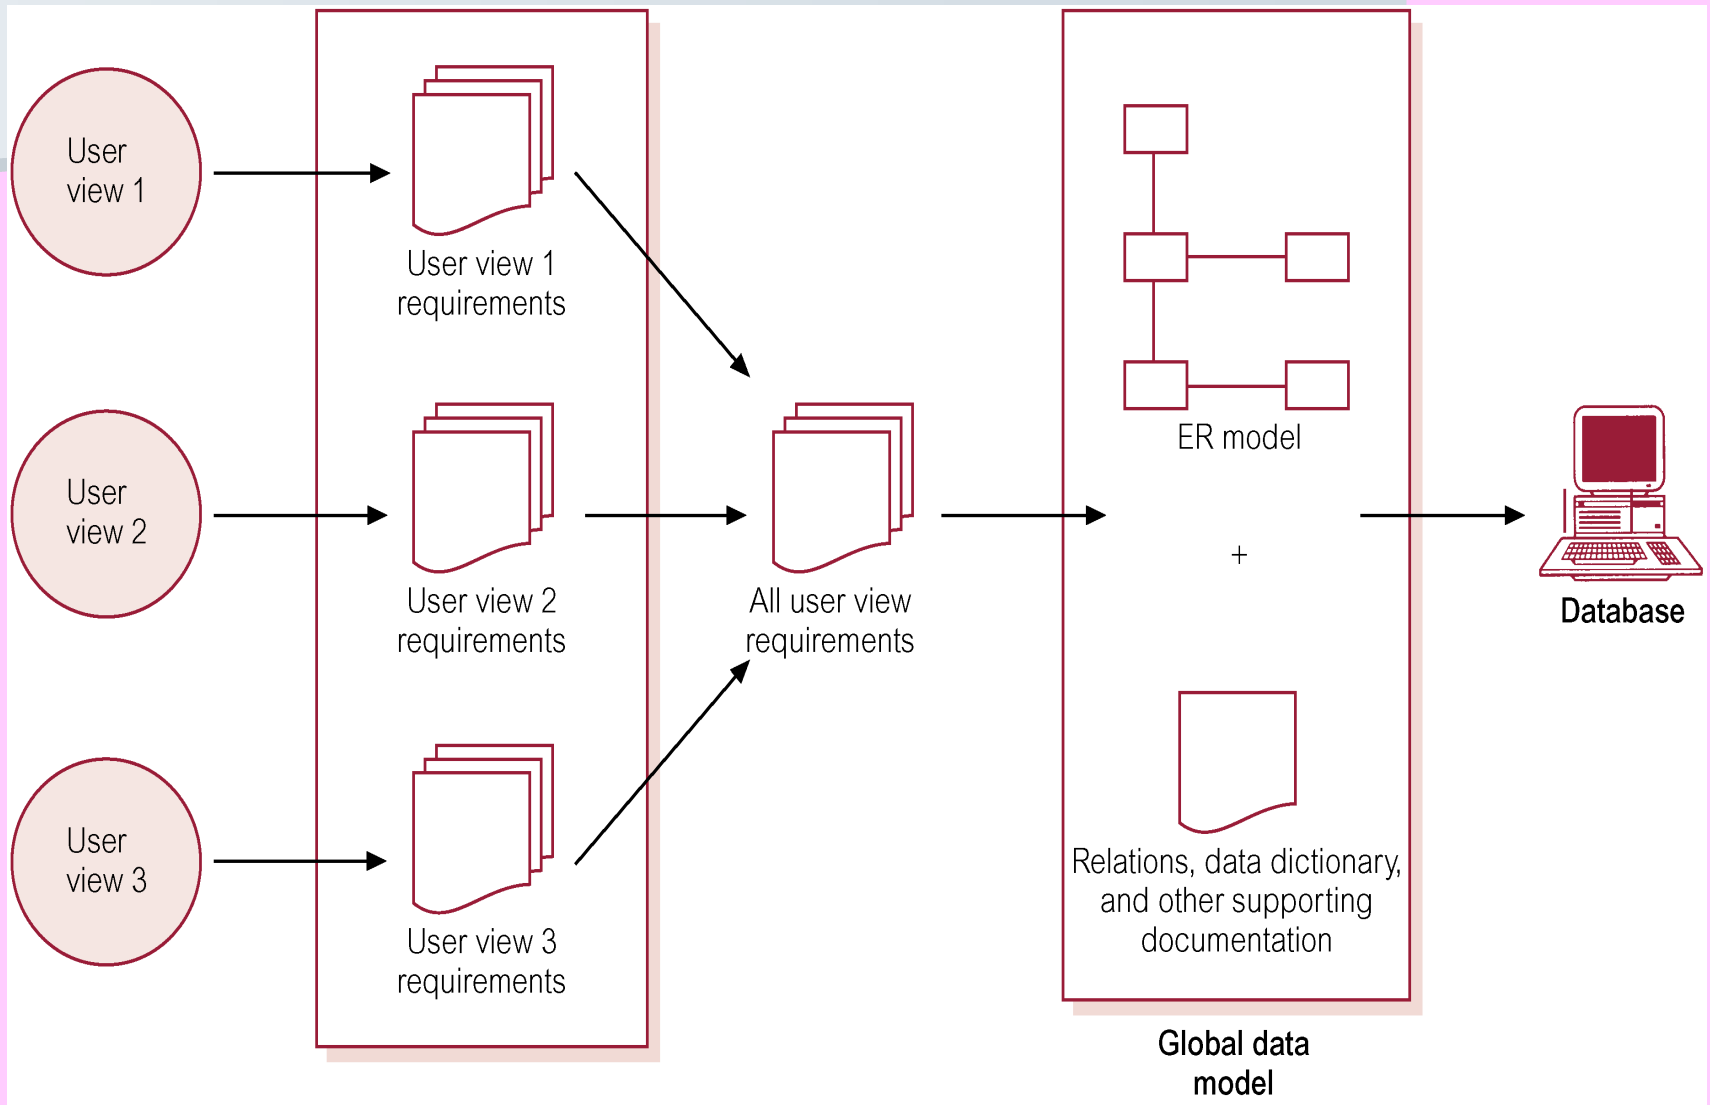 User
view 1
User view 1
requirements
User
view 2
User view 2
requirements
User
view 3
User view 3
requirements
All user view
requirements
ER model
+
Relations, data dictionary,
and other supporting
documentation
Global data
model
Database